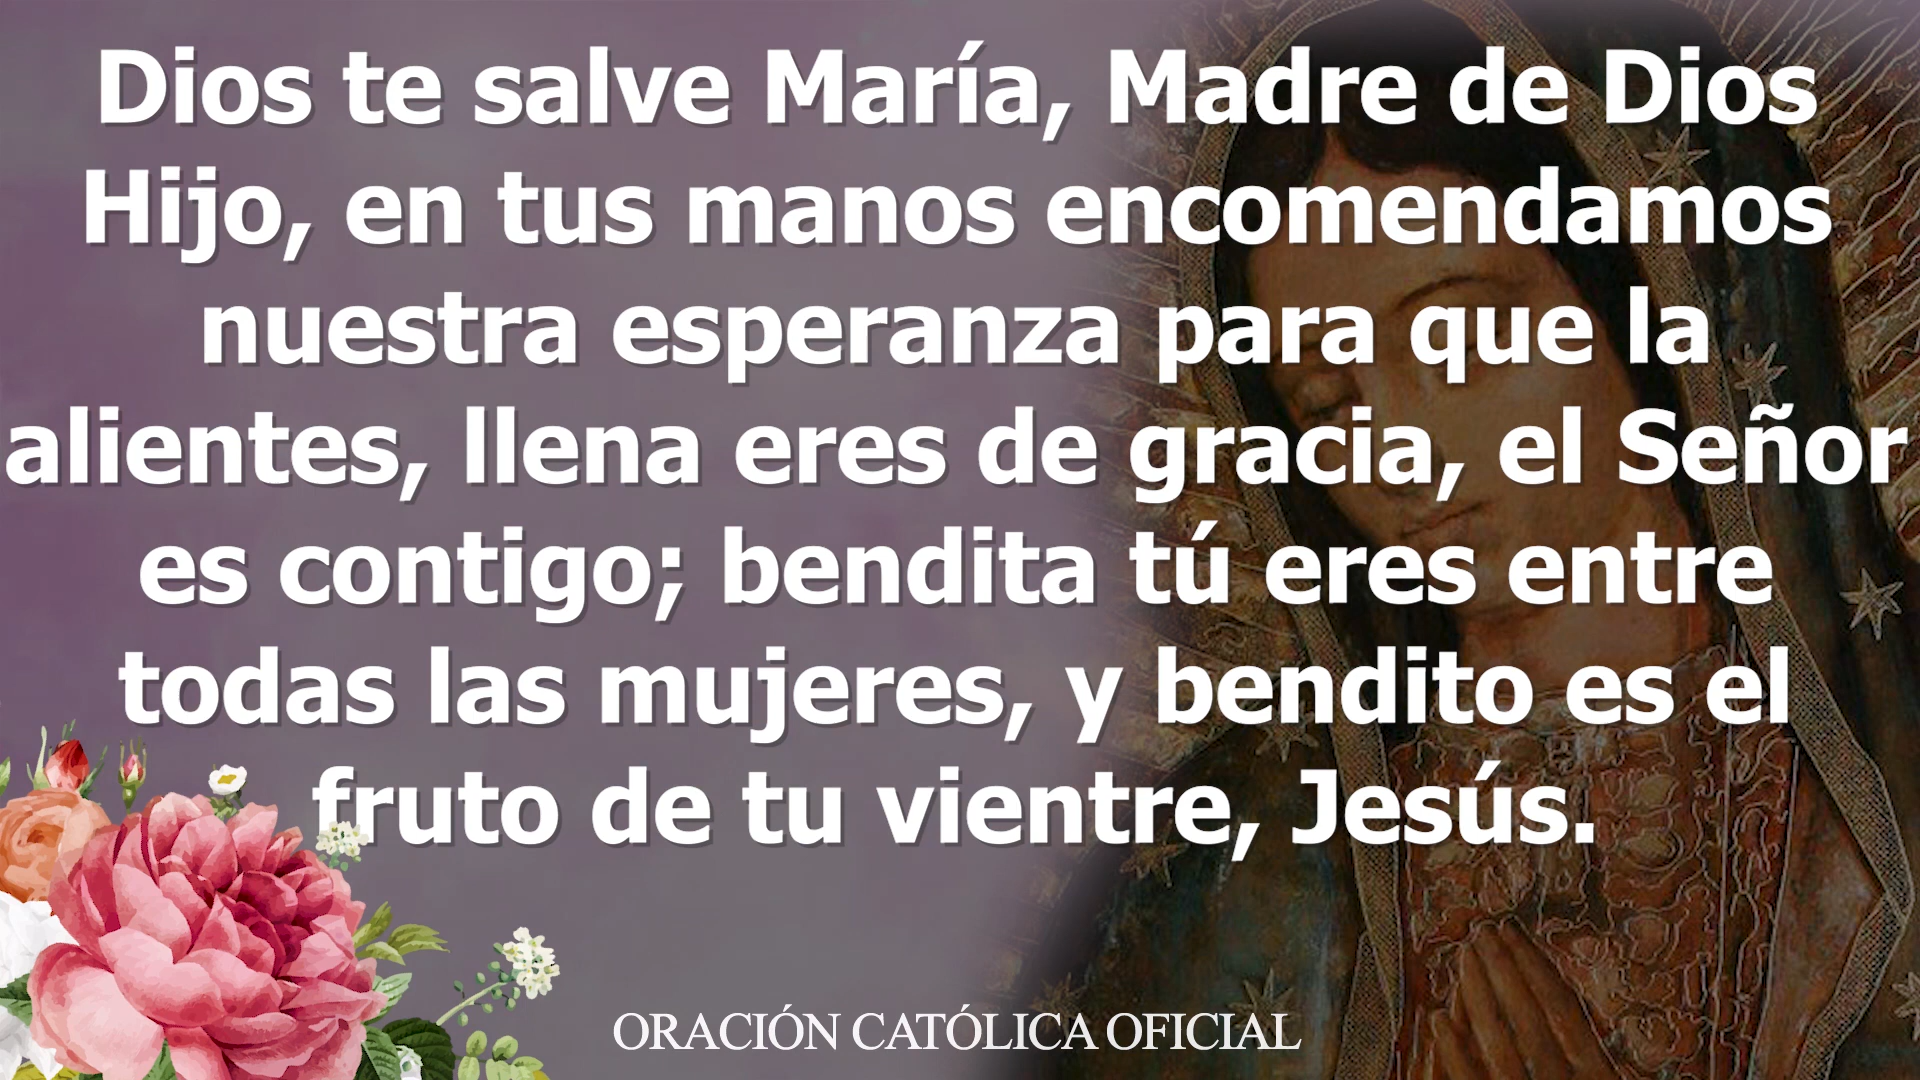 Dios te salve María, Madre de Dios
Hijo, en tus manos encomendamos
nuestra esperanza para que la
alientes, llena eres de gracia, el Señor
es contigo; bendita tú eres entre
todas las mujeres, y bendito es el
fruto de tu vientre, Jesús.
ORACIÓN CATÓLICA OFICIAL